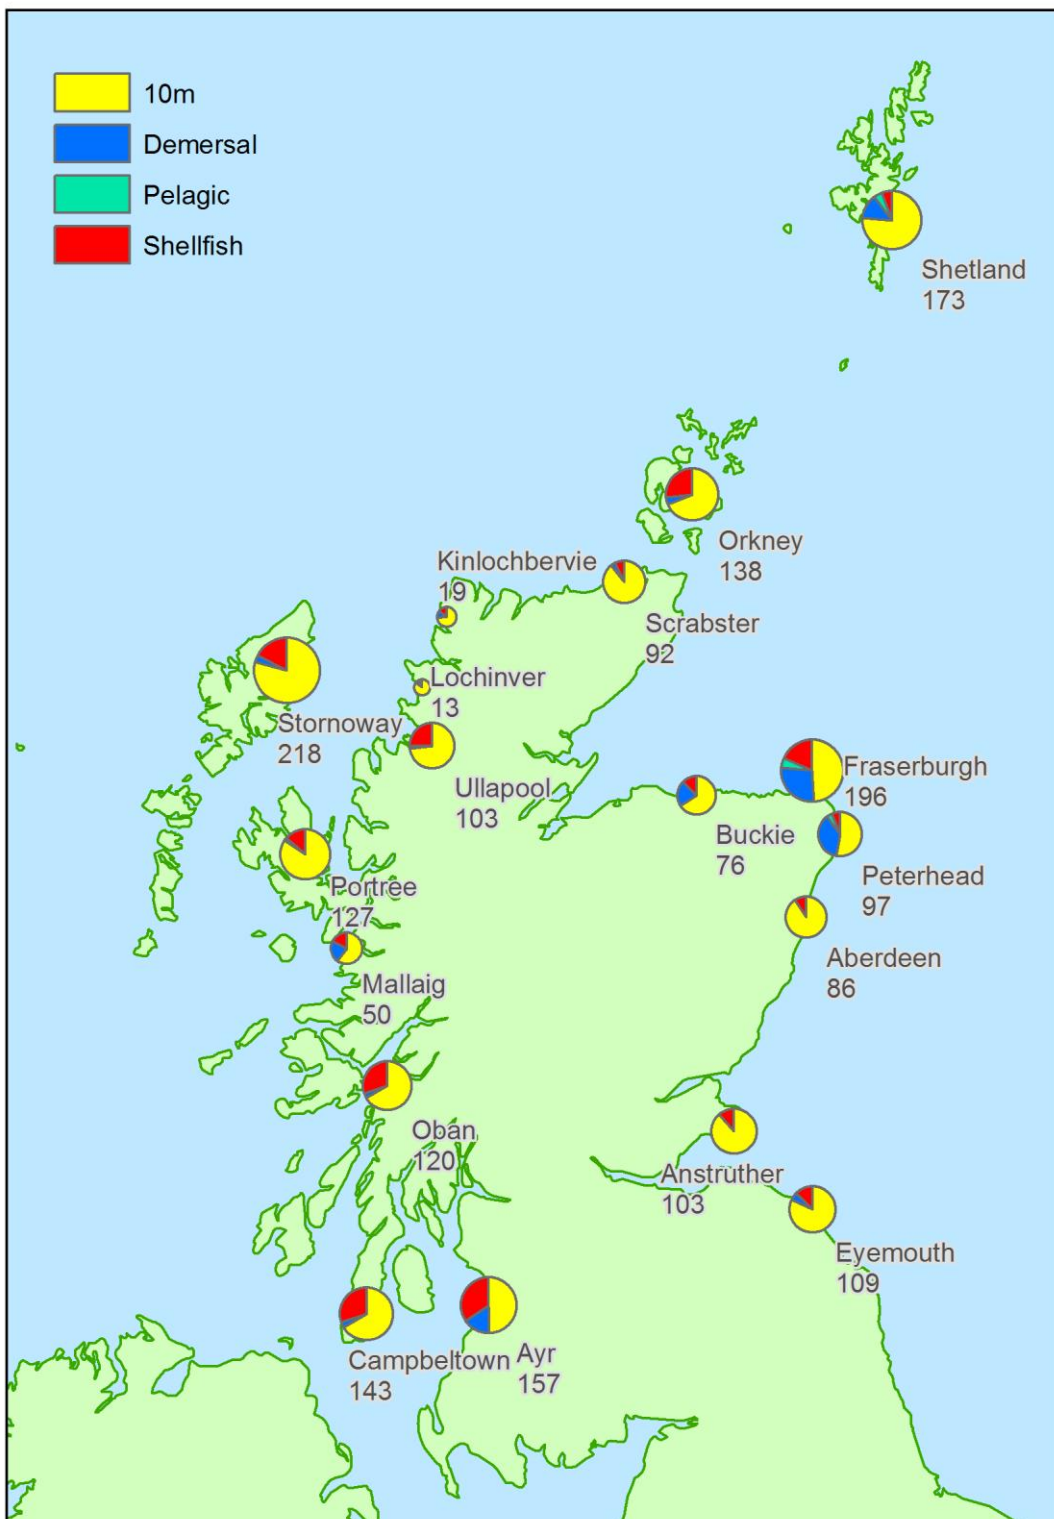 10m
Demersal
Pelagic
Shellfish
Shetland
173
Orkney
138
Kinlochbervie
19
Scrabster
92
Lochinver
13
Stornoway
218
Ullapool
103
Fraserburgh
196
Buckie
76
Peterhead
97
Portree
127
Aberdeen
86
Mallaig
50
Oban
120
Anstruther
103
Eyemouth
109
Campbeltown
143
Ayr
157